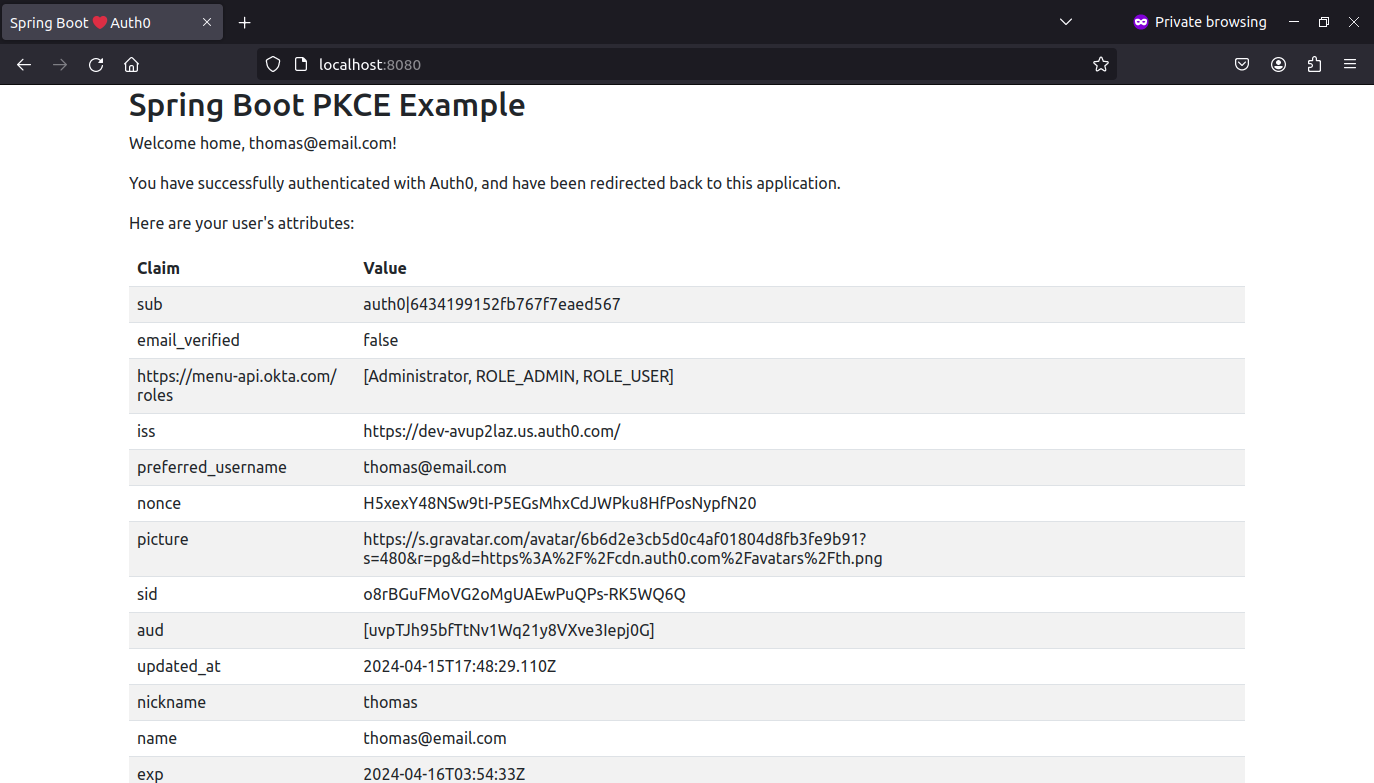 Spring Boot ❤️ Auth0
Private browsing
localhost:8080
Spring Boot PKCE Example
Welcome home, thomas@email.com!
You have successfully authenticated with Auth0, and have been redirected back to this application.
Here are your user's attributes:
Claim Value
sub auth0|6434199152fb767f7eaed567
email_verified false
https://menu-api.okta.com/ [Administrator, ROLE_ADMIN, ROLE_USER]
roles
iss https://dev-avup2laz.us.auth0.com/
preferred_username thomas@email.com
nonce H5xexY48NSw9tI-P5EGsMhxCdJWPku8HfPosNypfN20
picture https://s.gravatar.com/avatar/6b6d2e3cb5d0c4af01804d8fb3fe9b91?
s=480&r=pg&d=https%3A%2F%2Fcdn.auth0.com%2Favatars%2Fth.png
sid o8rBGuFMoVG2oMgUAEwPuQPs-RK5WQ6Q
aud [uvpTJh95bfTtNv1Wq21y8VXve3Iepj0G]
updated_at 2024-04-15T17:48:29.110Z
nickname thomas
name thomas@email.com
exp 2024-04-16T03:54:33Z